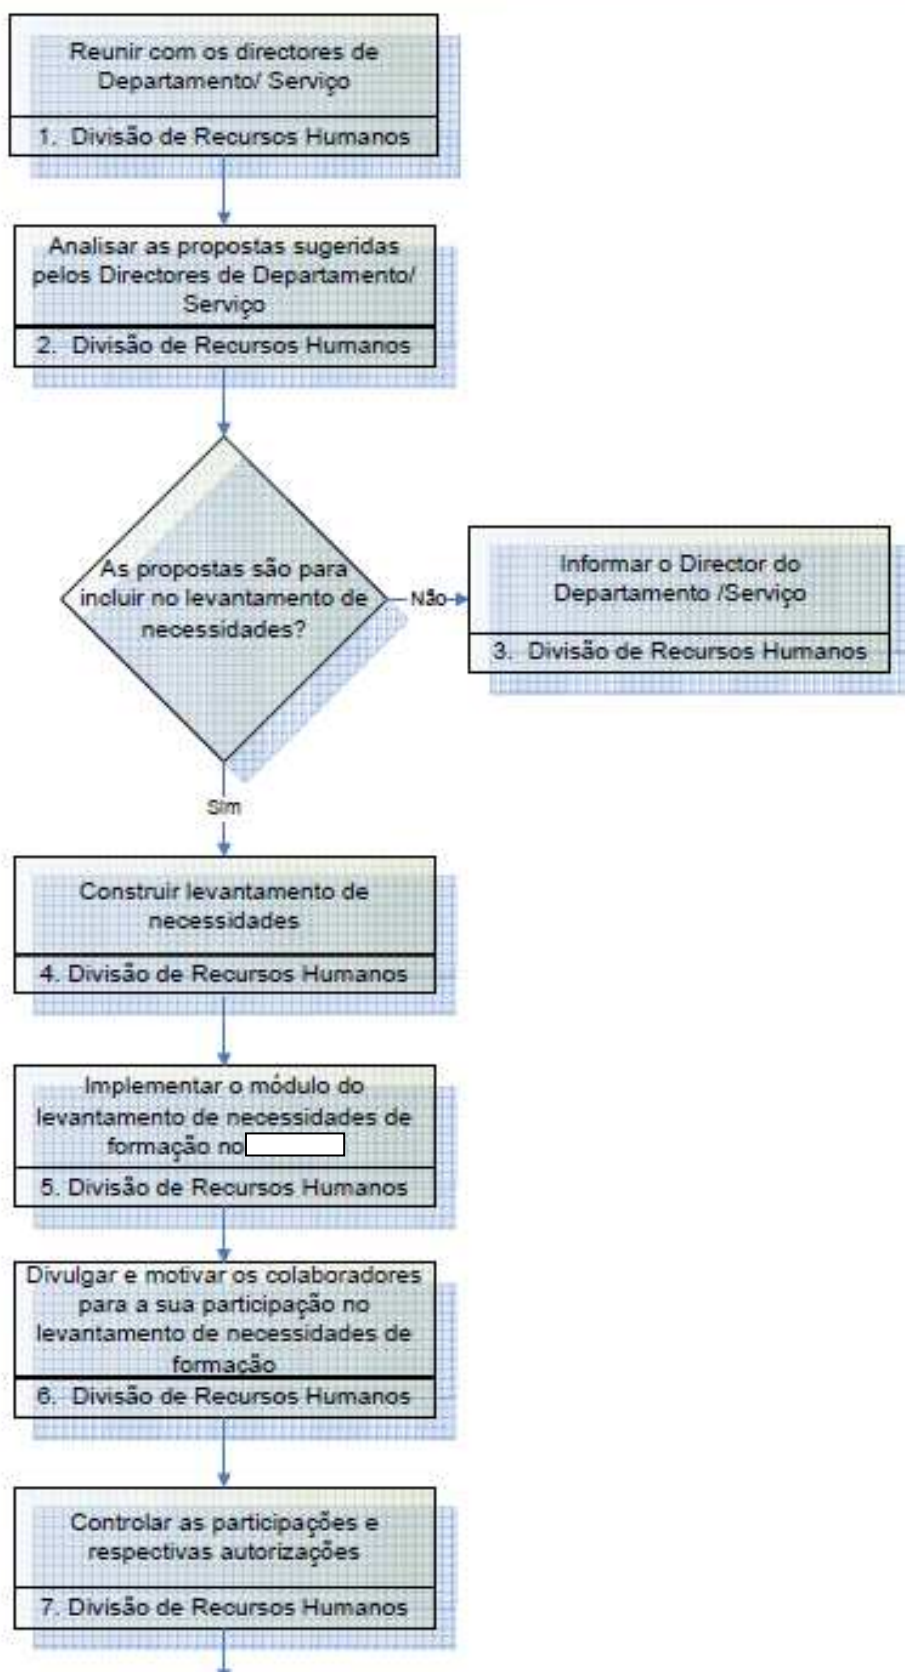 Reunir com os directores de
Departamento/ Serviço
1. Divisão de Recursos Humanos
Analisar as propostas sugeridas
pelos Directores de Departamento/
Serviço
2. Divisão de Recursos Humanos
As propostas são para
incluir no levantamento de
necessidades?
Não
Informar o Director do
Departamento /Serviço
3. Divisão de Recursos Humanos
Sim
Construir levantamento de
necessidades
4. Divisão de Recursos Humanos
Implementar o módulo do
levantamento de necessidades de
formação no
5. Divisão de Recursos Humanos
Divulgar e motivar os colaboradores
para a sua participação no
levantamento de necessidades de
formação
6. Divisão de Recursos Humanos
Controlar as participações e
respectivas autorizações
7. Divisão de Recursos Humanos